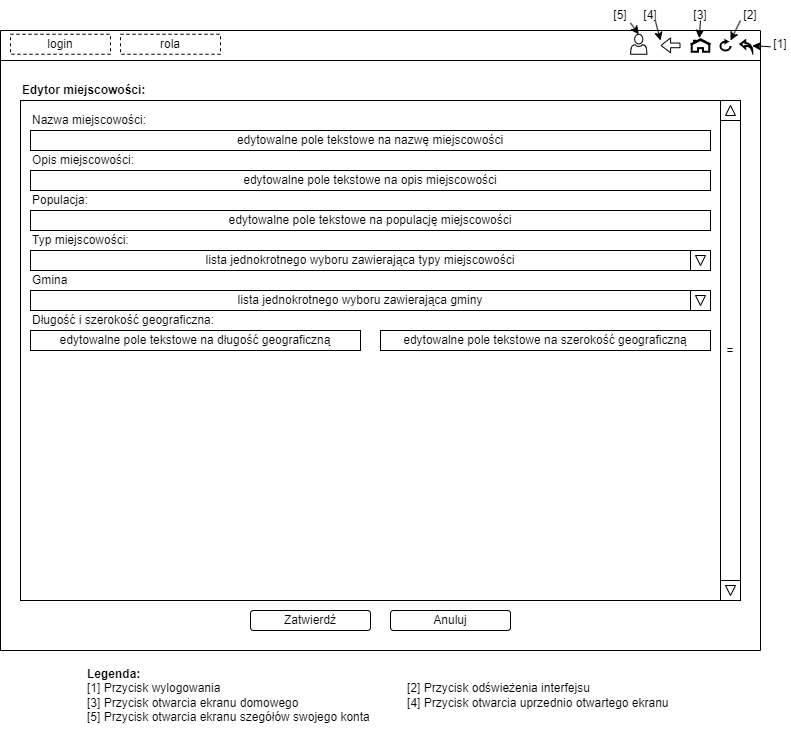 [5] [4] [3] [2]
login rola [1]
Edytor miejscowości:
Nazwa miejscowości:
edytowalne pole tekstowe na nazwę miejscowości
Opis miejscowości:
edytowalne pole tekstowe na opis miejscowości
Populacja:
edytowalne pole tekstowe na populację miejscowości
Typ miejscowości:
lista jednokrotnego wyboru zawierająca typy miejscowości
Gmina
lista jednokrotnego wyboru zawierająca gminy
Długość i szerokość geograficzna:
edytowalne pole tekstowe na długość geograficzną edytowalne pole tekstowe na szerokość geograficzną
=
Zatwierdź Anuluj
Legenda:
[1] Przycisk wylogowania [2] Przycisk odświeżenia interfejsu
[3] Przycisk otwarcia ekranu domowego [4] Przycisk otwarcia uprzednio otwartego ekranu
[5] Przycisk otwarcia ekranu szegółów swojego konta